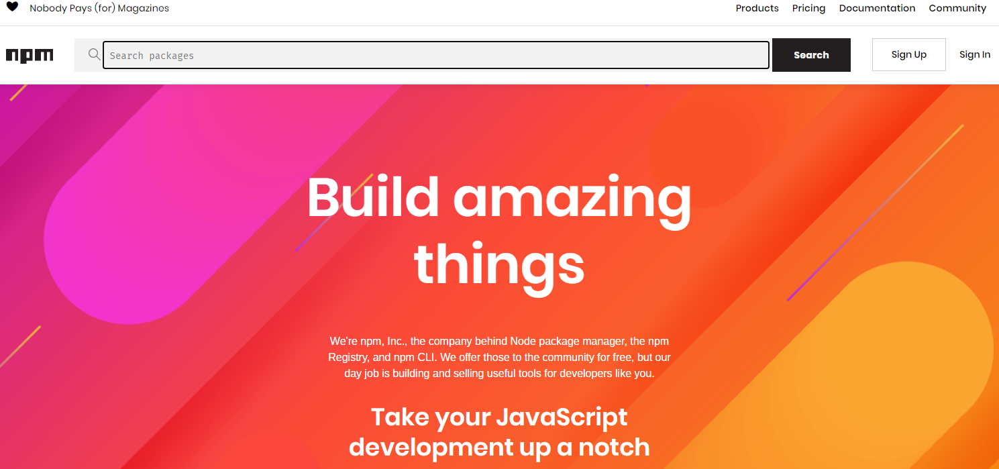 Nobody Pays (for) Magazines
Products Pricing Documentation Community
npm
Search packages
Search
Sign Up
Sign In
Build amazing
things
We're npm, Inc., the company behind Node package manager, the npm
Registry, and npm CLI. We offer those to the community for free, but our
day job is building and selling useful tools for developers like you.
Take your JavaScript
development up a notch